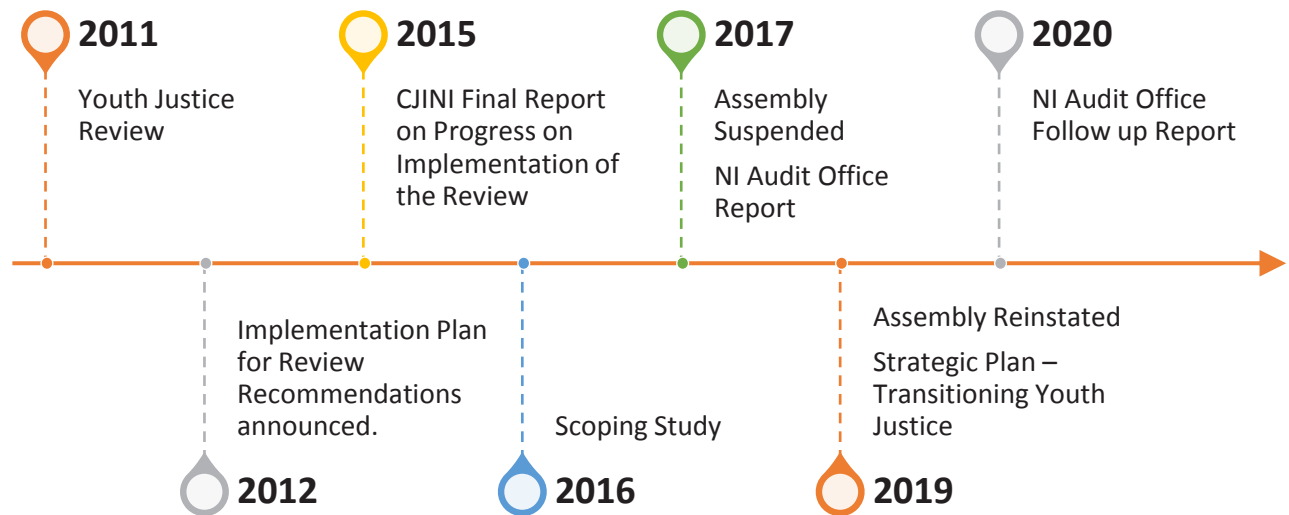 2011
Youth Justice
Review
2012
Implementation Plan
for Review
Recommendations
announced.
2015
CJINI Final Report
on Progress on
Implementation of
the Review
2016
Scoping Study
2017
Assembly
Suspended
NI Audit Office
Report
2019
Assembly Reinstated
Strategic Plan –
Transitioning Youth
Justice
2020
NI Audit Office
Follow up Report